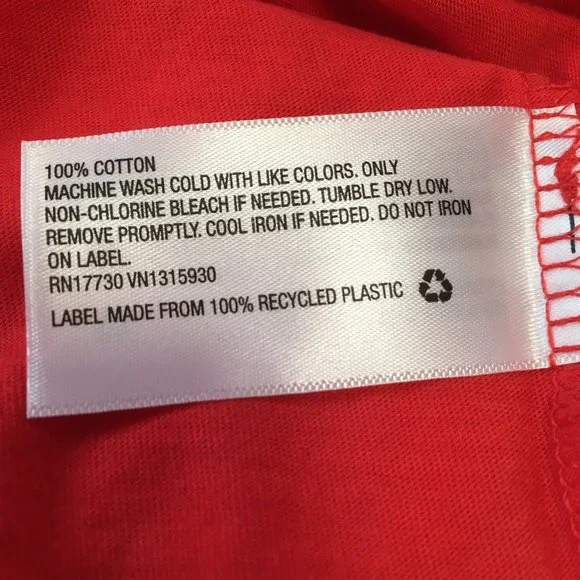 100% COTTON
MACHINE WASH COLD WITH LIKE COLORS. ONLY
NON-CHLORINE BLEACH IF NEEDED. TUMBLE DRY LOW.
REMOVE PROMPTLY. COOL IRON IF NEEDED. DO NOT IRON
ON LABEL.
RN17730 VN1315930
LABEL MADE FROM 100% RECYCLED PLASTIC